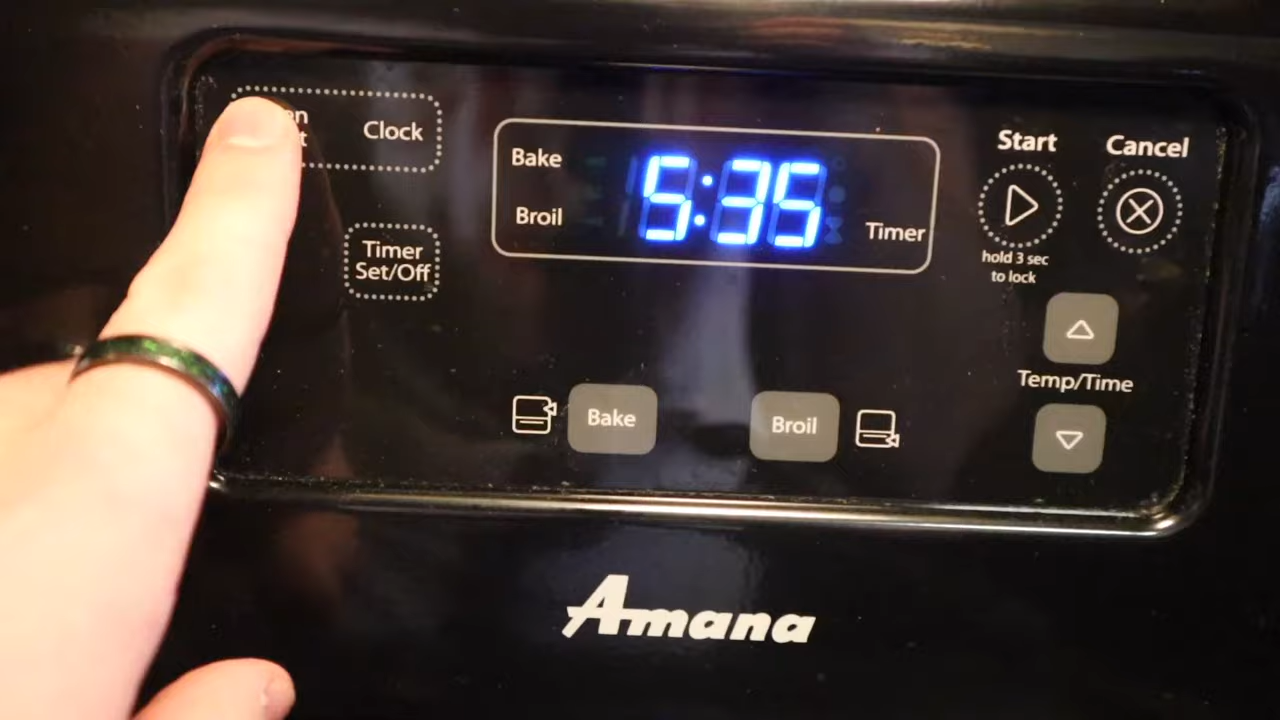 Clock
Timer
Set/Off
Bake
Broil
5:35
Timer
Start
hold 3 sec
to lock
Cancel
Temp/Time
Bake
Broil
Amana